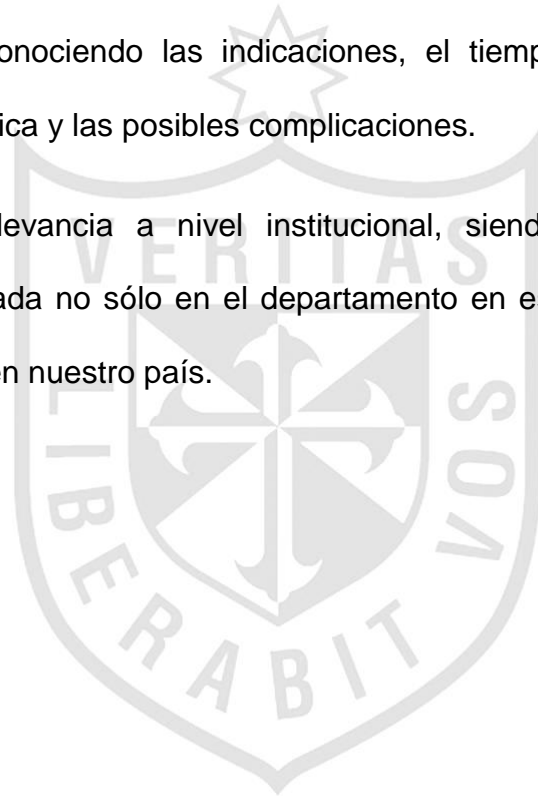 onociendo las indicaciones, el tiemp
ica y las posibles complicaciones.
levancia a nivel institucional, siend
ada no sólo en el departamento en e
en nuestro país.
VERITAS
LIBERABIT VOS